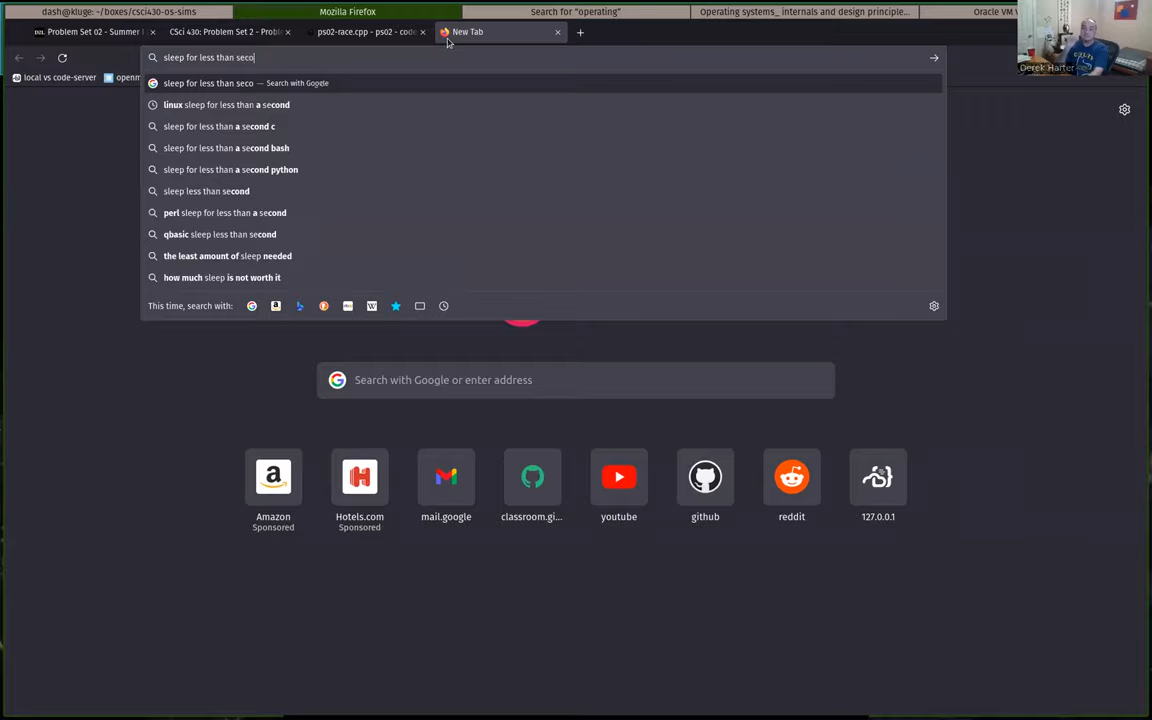 dash@kluge: ~/boxes/csci430-os-sims
Mozilla Firefox
Search for "operating"
Operating systems_ internals and design principle...
Oracle VM V
Problem Set 02 - Summer
CSci 430: Problem Set 2 - Proble
ps02-race.cpp - ps02 - code
New Tab
sleep for less than seco
local vs code-server
openm
sleep for less than seco — Search with Google
linux sleep for less than a second
sleep for less than a second c
sleep for less than a second bash
sleep for less than a second python
sleep less than second
perl sleep for less than a second
qbasic sleep less than second
the least amount of sleep needed
how much sleep is not worth it
This time, search with:
Search with Google or enter address
Amazon
Sponsored
Hotels.com
Sponsored
mail.google
classroom.gi...
youtube
github
reddit
127.0.0.1
Derek Harter